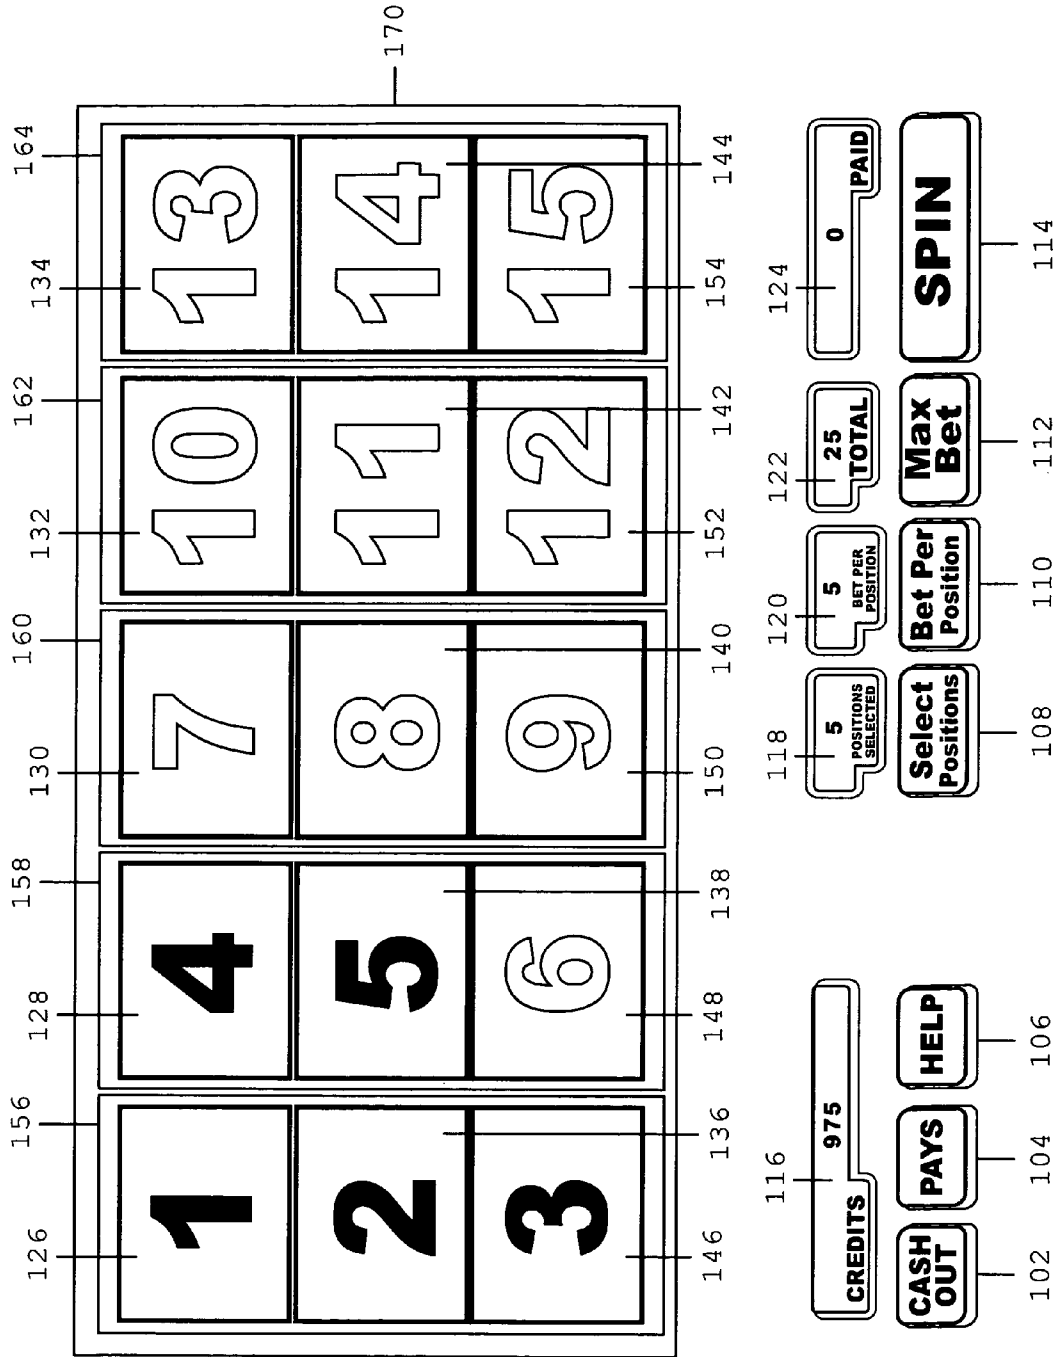 126 156 128 158 130 160 132 162 134 164
1 4 7 10 13
2 5 8 11 14 170
3 6 9 12 15
146 136 148 138 150 140 152 142 154 144
116 118 120 122 124
975 5 5 25 0
CREDITS POSITIONS SELECTED BET PER POSITION TOTAL PAID
CASH OUT PAYS HELP Select Positions Bet Per Position Max Bet SPIN
102 104 106 108 110 112 114